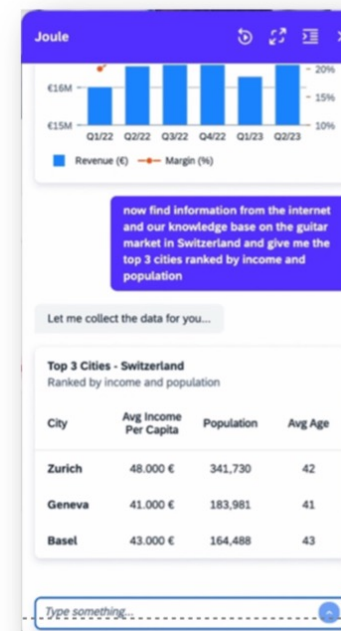 Joule
€16M
20%
15%
€15M
10%
Q1/22 Q2/22 Q3/22 Q4/22 Q1/23 Q2/23
Revenue (€) Margin (%)
now find information from the internet
and our knowledge base on the guitar
market in Switzerland and give me the
top 3 cities ranked by income and
population
Let me collect the data for you...
Top 3 Cities - Switzerland
Ranked by income and population
City Avg Income Per Capita Population Avg Age
Zurich 48.000 € 341,730 42
Geneva 41.000 € 183,981 41
Basel 43.000 € 164,488 43
Type something...